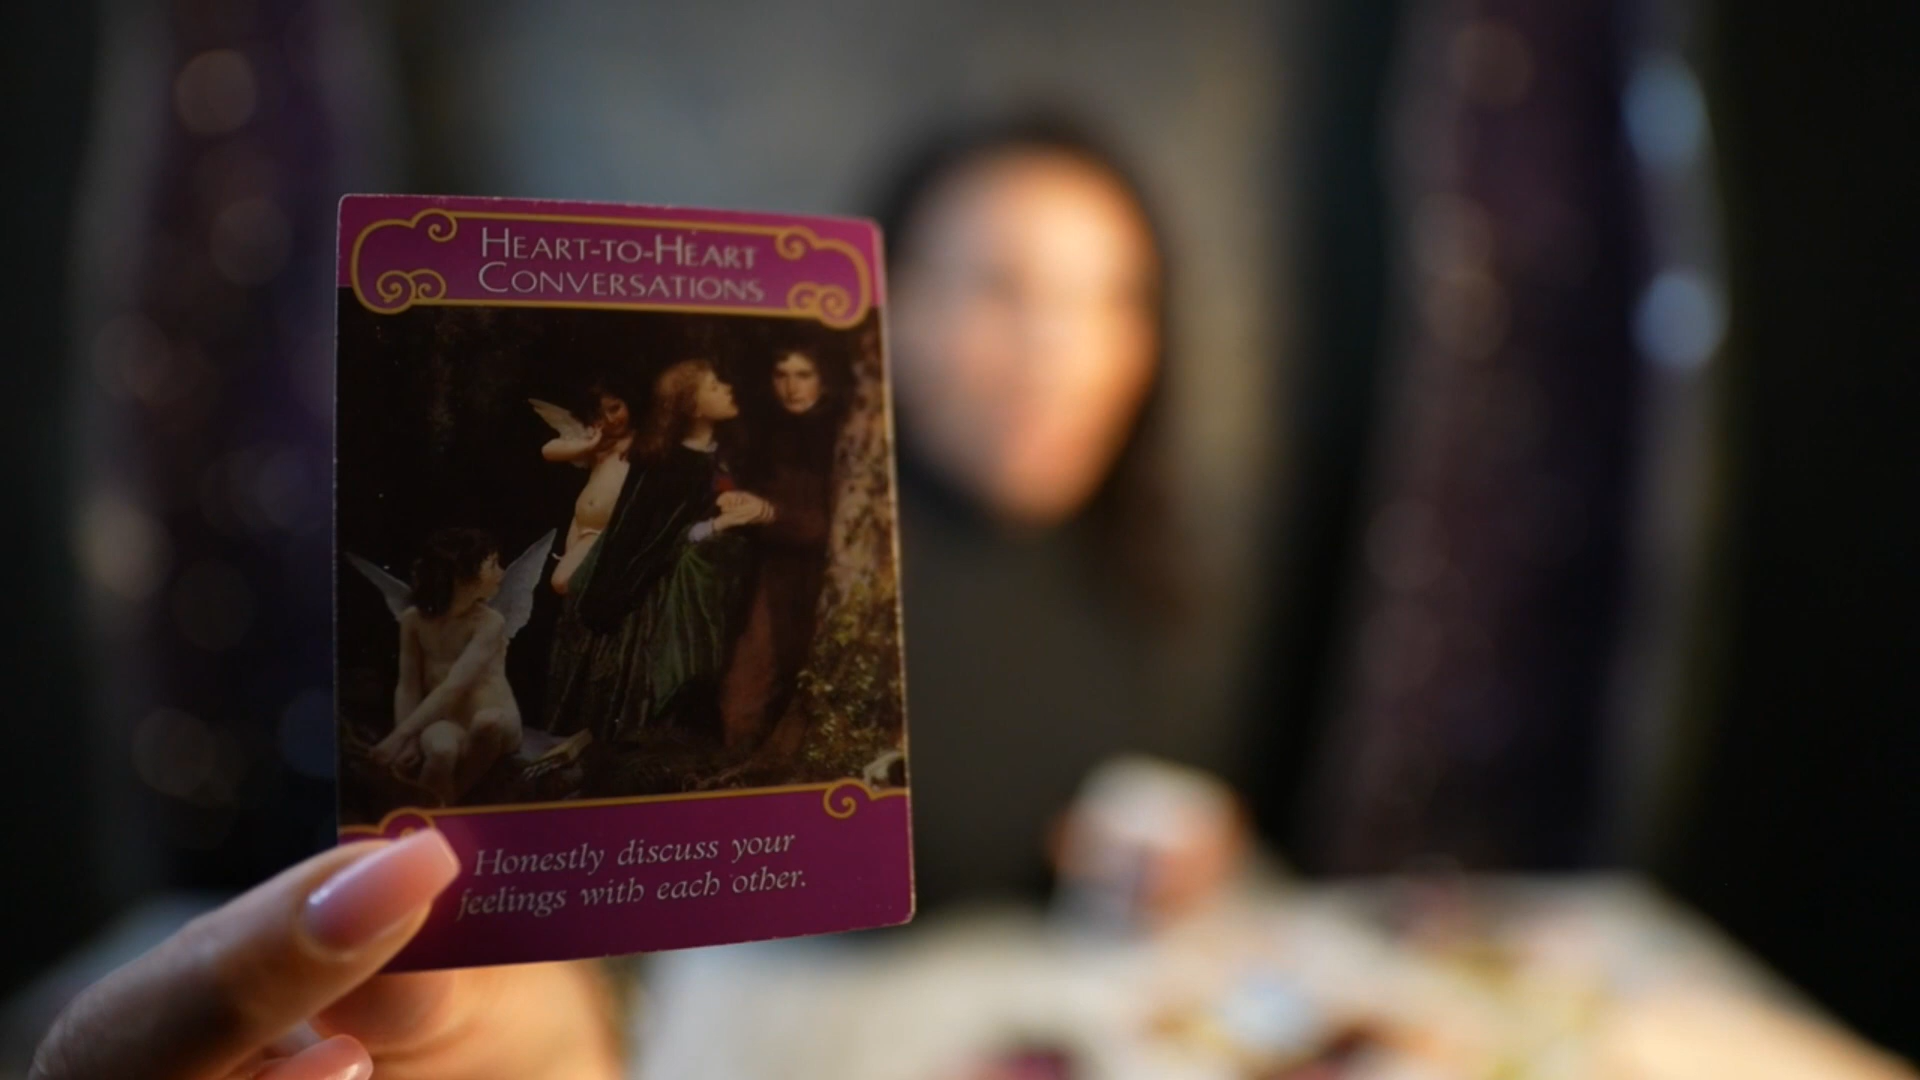 HEART-TO-HEART
CONVERSATIONS
Honestly discuss your
feelings with each other.